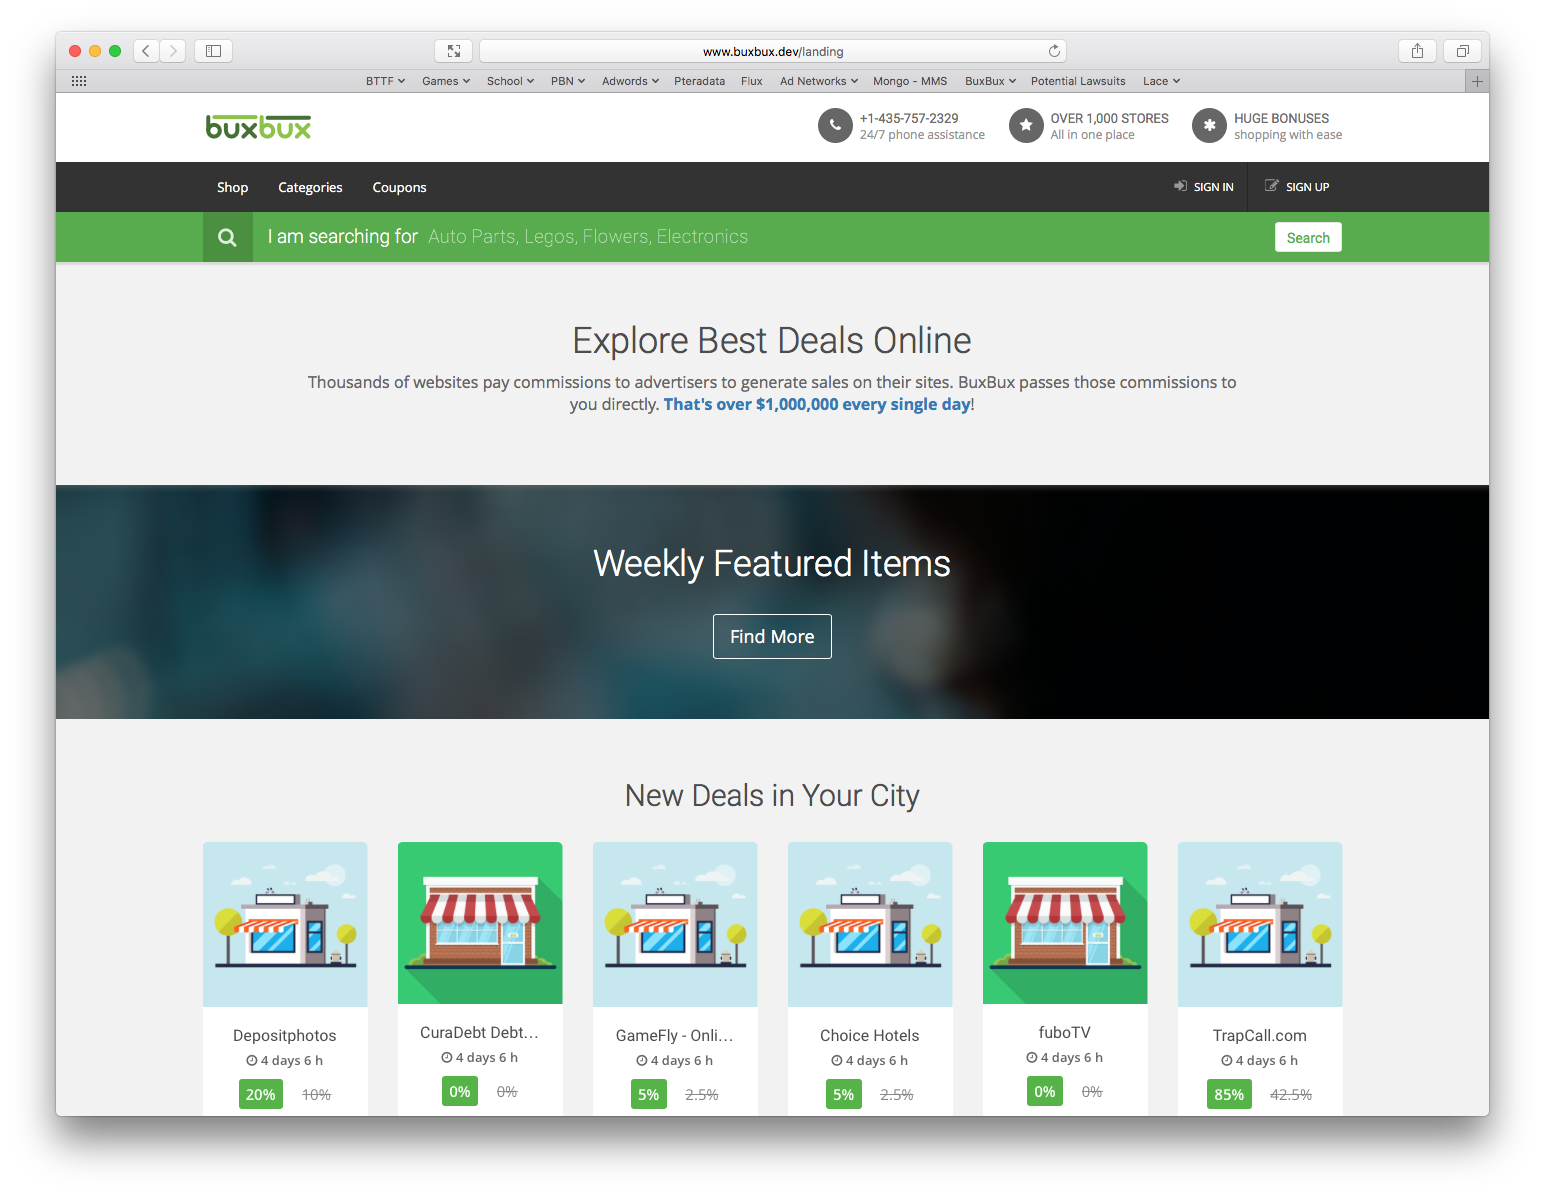 www.buxbux.dev/landing
BTTF Games School PBN Adwords Pteradata Flux Ad Networks Mongo - MMS BuxBux Potential Lawsuits Lace
buxbux
+1-435-757-2329
24/7 phone assistance
OVER 1,000 STORES
All in one place
HUGE BONUSES
shopping with ease
Shop Categories Coupons SIGN IN SIGN UP
I am searching for Auto Parts, Legos, Flowers, Electronics Search
Explore Best Deals Online
Thousands of websites pay commissions to advertisers to generate sales on their sites. BuxBux passes those commissions to
you directly. That's over $1,000,000 every single day!
Weekly Featured Items
Find More
New Deals in Your City
Depositphotos
4 days 6 h
20% 10%
CuraDebt Debt...
4 days 6 h
0% 0%
GameFly - Onli...
4 days 6 h
5% 2.5%
Choice Hotels
4 days 6 h
5% 2.5%
fuboTV
4 days 6 h
0% 0%
TrapCall.com
4 days 6 h
85% 42.5%